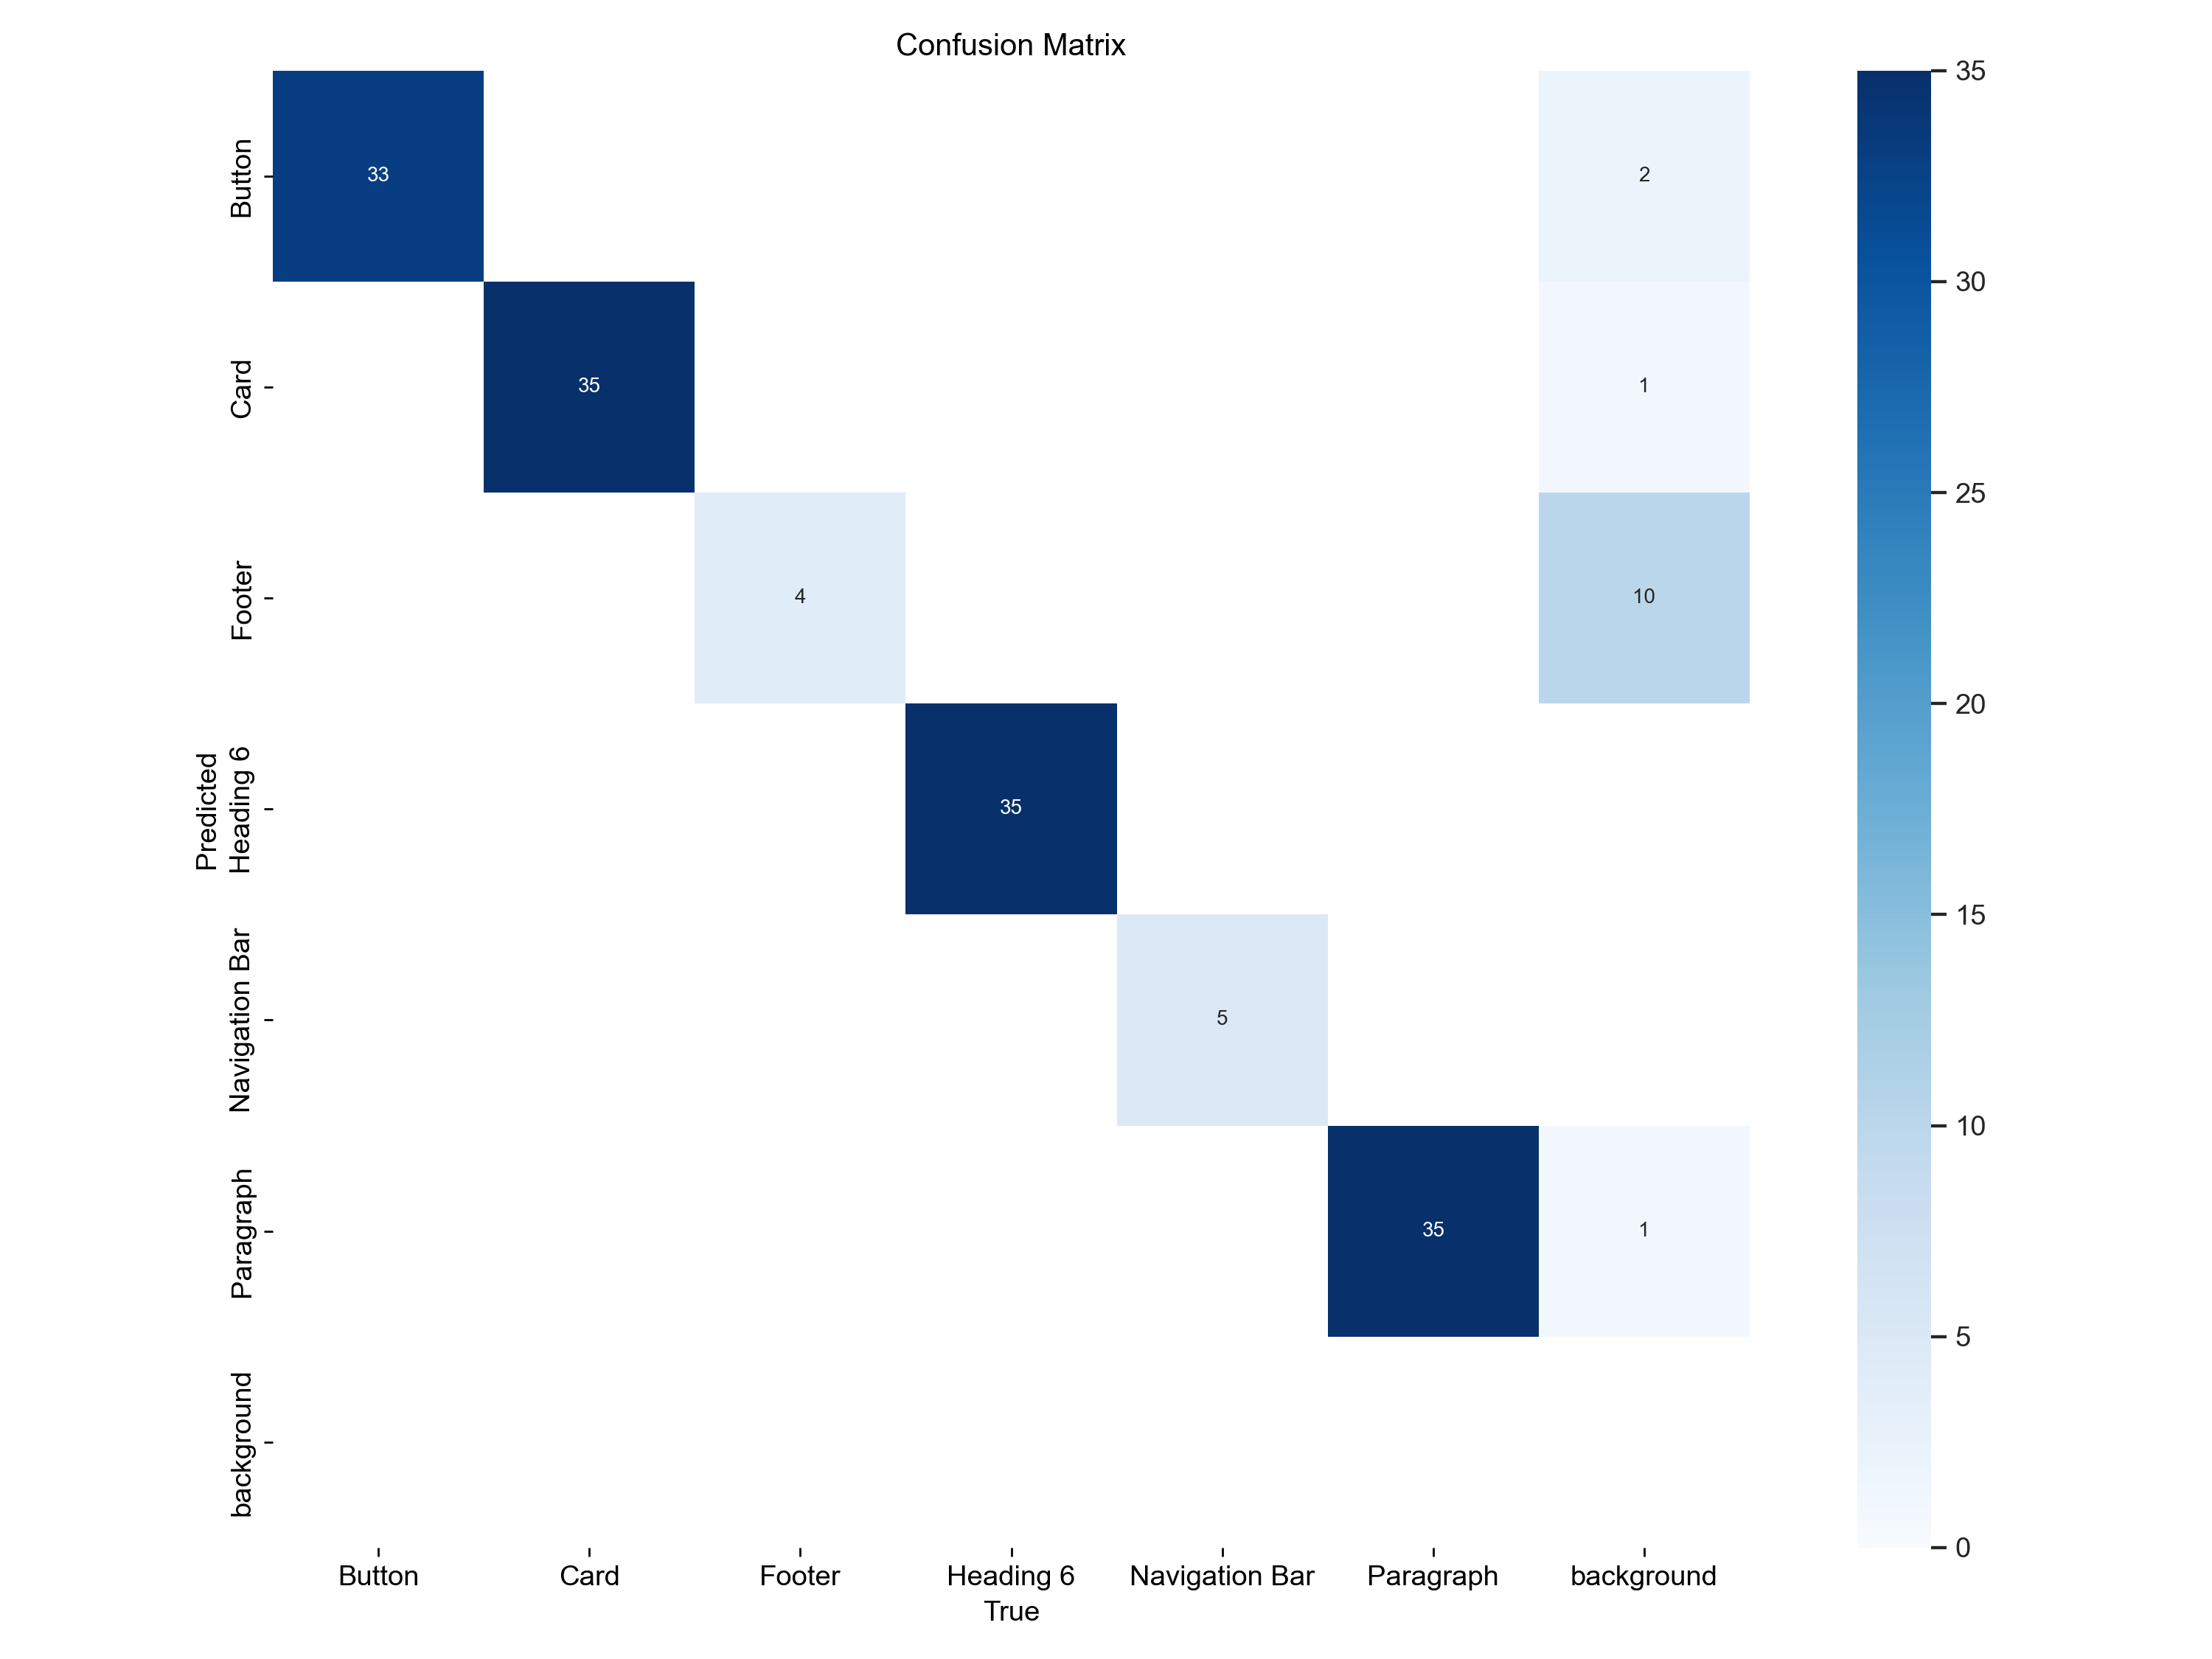 Confusion Matrix
Predicted
Button
33
2
Card
35
1
Footer
4
10
Heading 6
35
Navigation Bar
5
Paragraph
35
1
background
Button Card Footer Heading 6 Navigation Bar Paragraph background
True
35
30
25
20
15
10
5
0